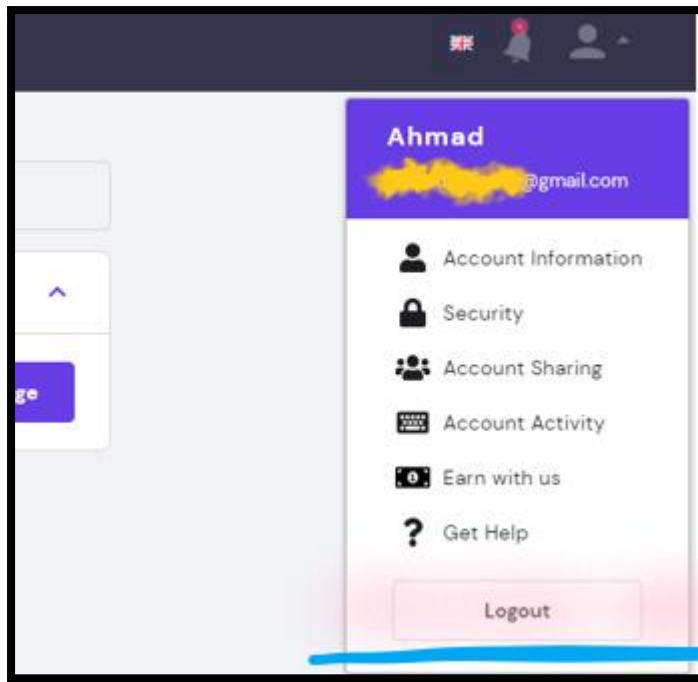 Ahmad
@gmail.com
Account Information
Security
ge
Account Sharing
Account Activity
Earn with us
Get Help
Logout